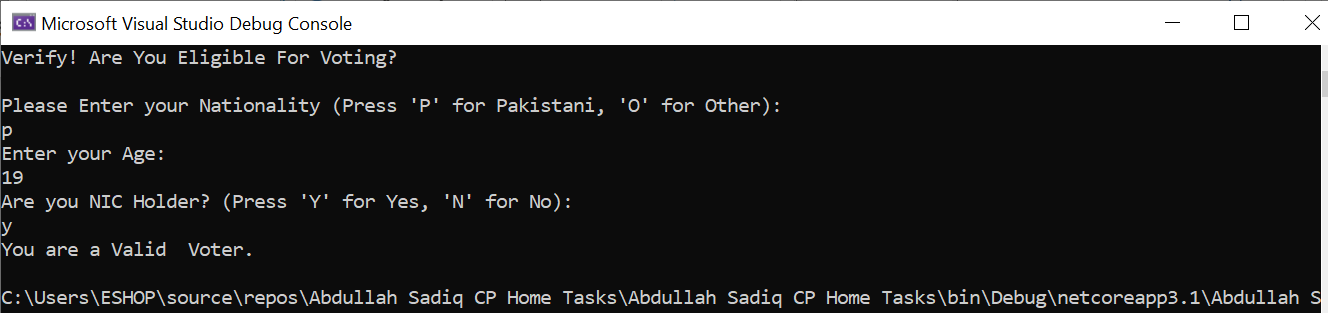 Microsoft Visual Studio Debug Console
Verify! Are You Eligible For Voting?
Please Enter your Nationality (Press 'P' for Pakistani, 'O' for Other):
p
Enter your Age:
19
Are you NIC Holder? (Press 'Y' for Yes, 'N' for No):
y
You are a Valid  Voter.
C:\Users\ESHOP\source\repos\Abdullah Sadiq CP Home Tasks\Abdullah Sadiq CP Home Tasks\bin\Debug\netcoreapp3.1\Abdullah S